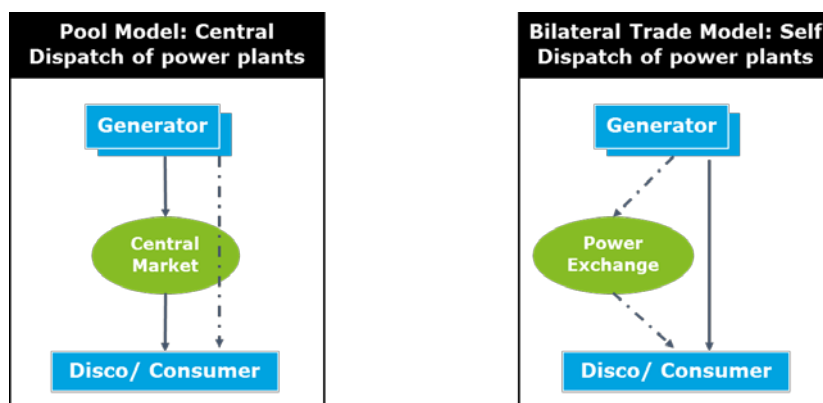 Pool Model: Central
Dispatch of power plants
Generator
Central
Market
Disco/ Consumer
Bilateral Trade Model: Self
Dispatch of power plants
Generator
Power
Exchange
Disco/ Consumer